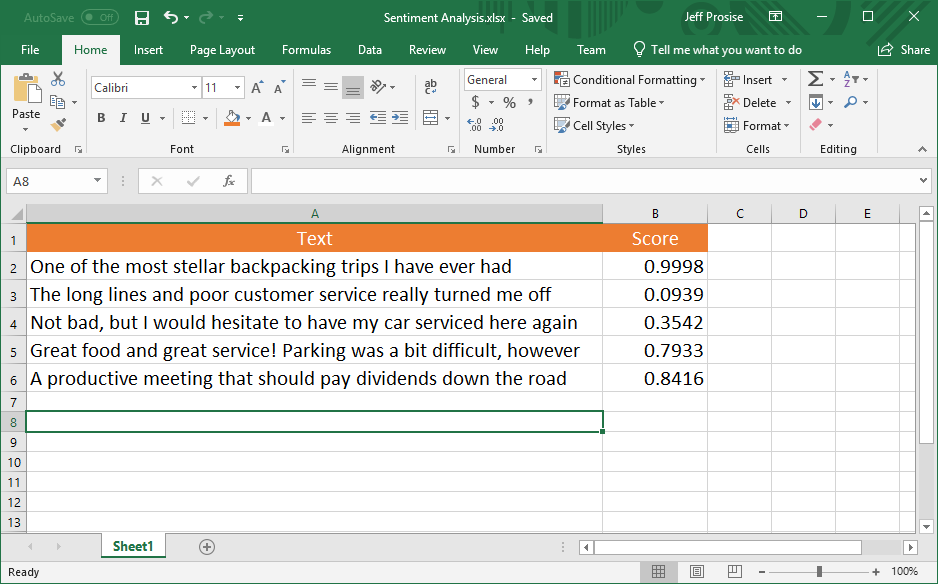 AutoSave Off Sentiment Analysis.xlsx - Saved Jeff Prosise
File Home Insert Page Layout Formulas Data Review View Help Team Tell me what you want to do Share
Paste
Calibri 11
B I U A
ab
c
General
$ % ,
Conditional Formatting
Format as Table
Cell Styles
Insert
Delete
Format
Clipboard Font Alignment Number Styles Cells Editing
A8 fx
A B C D E
1 Text Score
2 One of the most stellar backpacking trips I have ever had 0.9998
3 The long lines and poor customer service really turned me off 0.0939
4 Not bad, but I would hesitate to have my car serviced here again 0.3542
5 Great food and great service! Parking was a bit difficult, however 0.7933
6 A productive meeting that should pay dividends down the road 0.8416
7
8
9
10
11
12
13
Sheet1
Ready 100%